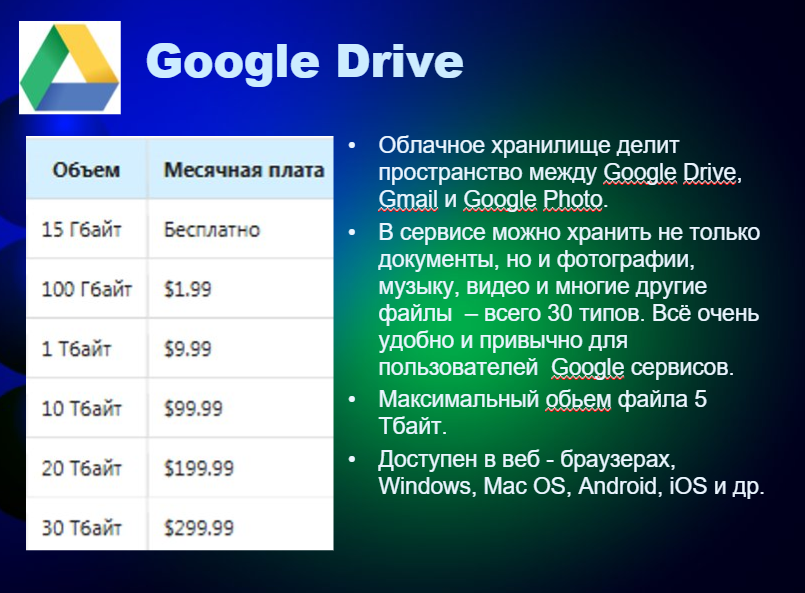 Google Drive
Объем Месячная плата
15 Гбайт Бесплатно
100 Гбайт $1.99
1 Тбайт $9.99
10 Тбайт $99.99
20 Тбайт $199.99
30 Тбайт $299.99
• Облачное хранилище делит
пространство между Google Drive,
Gmail и Google Photo.
• В сервисе можно хранить не только
документы, но и фотографии,
музыку, видео и многие другие
файлы – всего 30 типов. Всё очень
удобно и привычно для
пользователей Google сервисов.
• Максимальный обьем файла 5
Тбайт.
• Доступен в веб - браузерах,
Windows, Mac OS, Android, iOS и др.